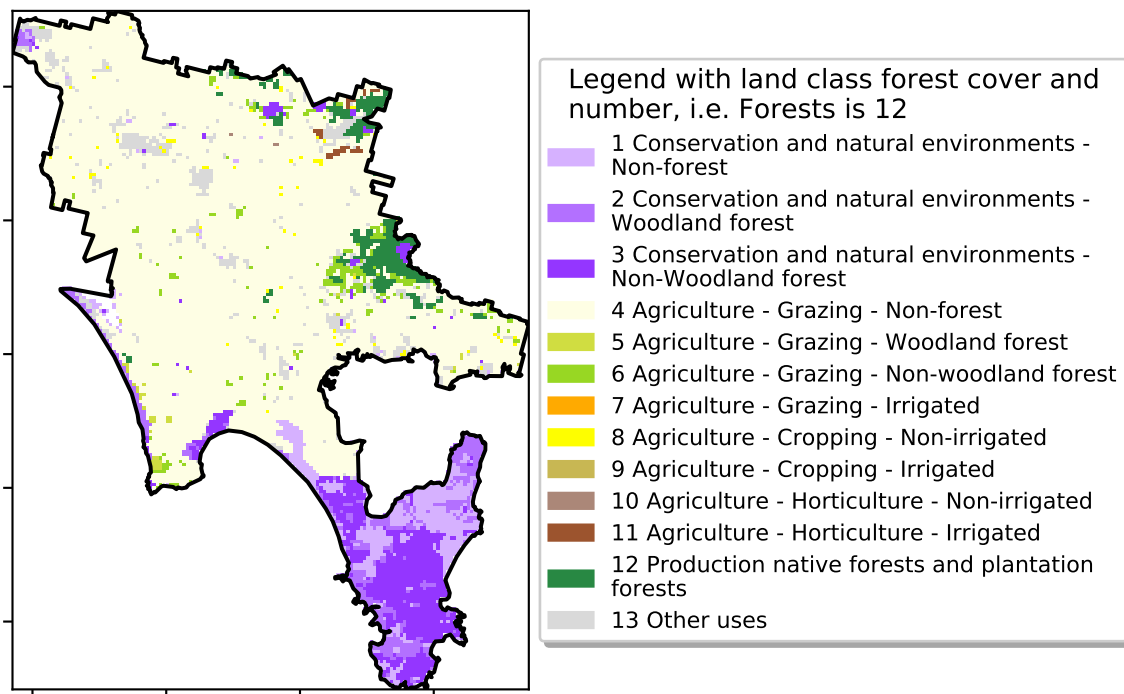 Legend with land class forest cover and
number, i.e. Forests is 12
1 Conservation and natural environments -
Non-forest
2 Conservation and natural environments -
Woodland forest
3 Conservation and natural environments -
Non-Woodland forest
4 Agriculture - Grazing - Non-forest
5 Agriculture - Grazing - Woodland forest
6 Agriculture - Grazing - Non-woodland forest
7 Agriculture - Grazing - Irrigated
8 Agriculture - Cropping - Non-irrigated
9 Agriculture - Cropping - Irrigated
10 Agriculture - Horticulture - Non-irrigated
11 Agriculture - Horticulture - Irrigated
12 Production native forests and plantation
forests
13 Other uses